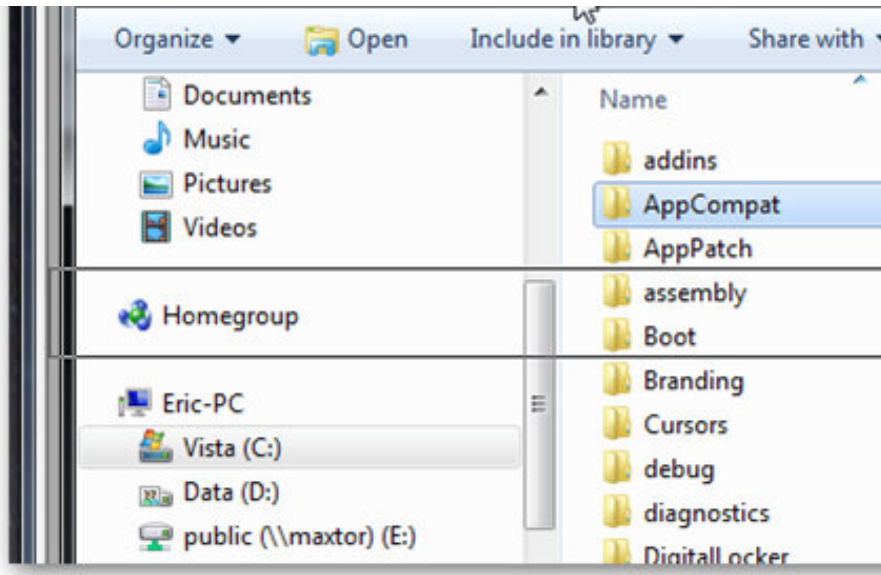 Organize Open Include in library Share with
Documents
Music
Pictures
Videos
Homegroup
Eric-PC
Vista (C:)
Data (D:)
public (\\maxtor) (E:)
Name
addins
AppCompat
AppPatch
assembly
Boot
Branding
Cursors
debug
diagnostics
DigitalLocker